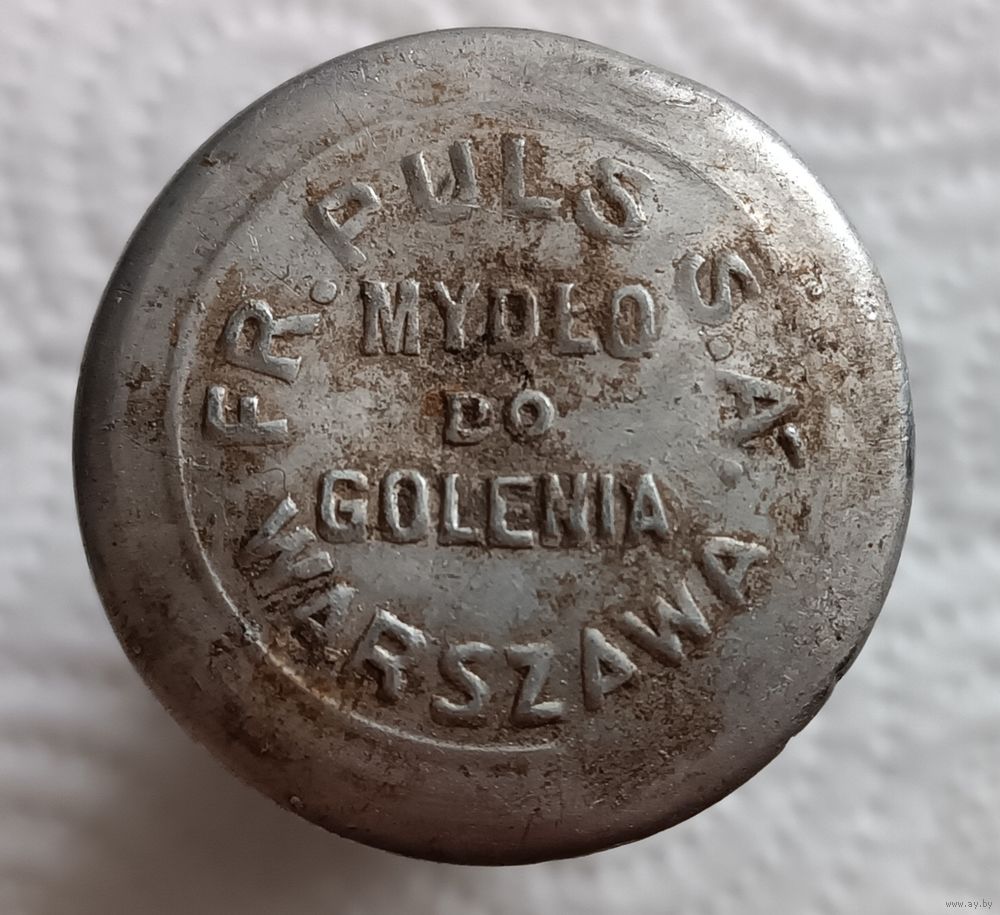 FR. PULS S.A.
MYDŁO
DO
GOLENIA
WARSZAWA
www.ay.by